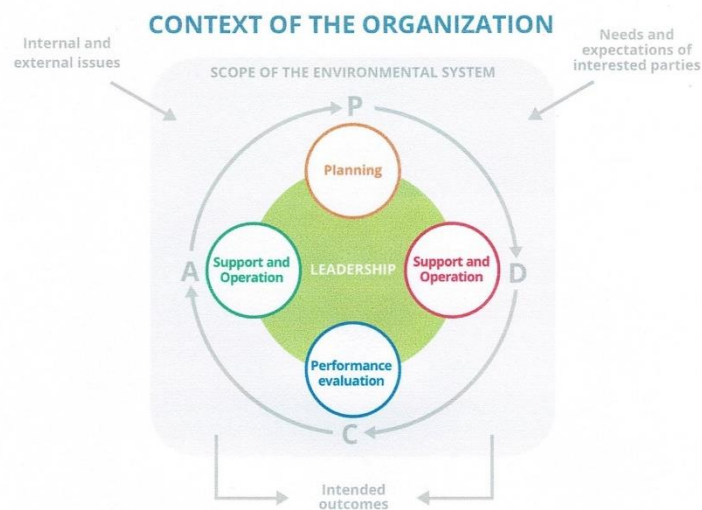 CONTEXT OF THE ORGANIZATION
Internal and
external issues
Needs and
expectations of
interested parties
SCOPE OF THE ENVIRONMENTAL SYSTEM
P
Planning
A
Support and
Operation
LEADERSHIP
Support and
Operation
D
Performance
evaluation
C
Intended
outcomes